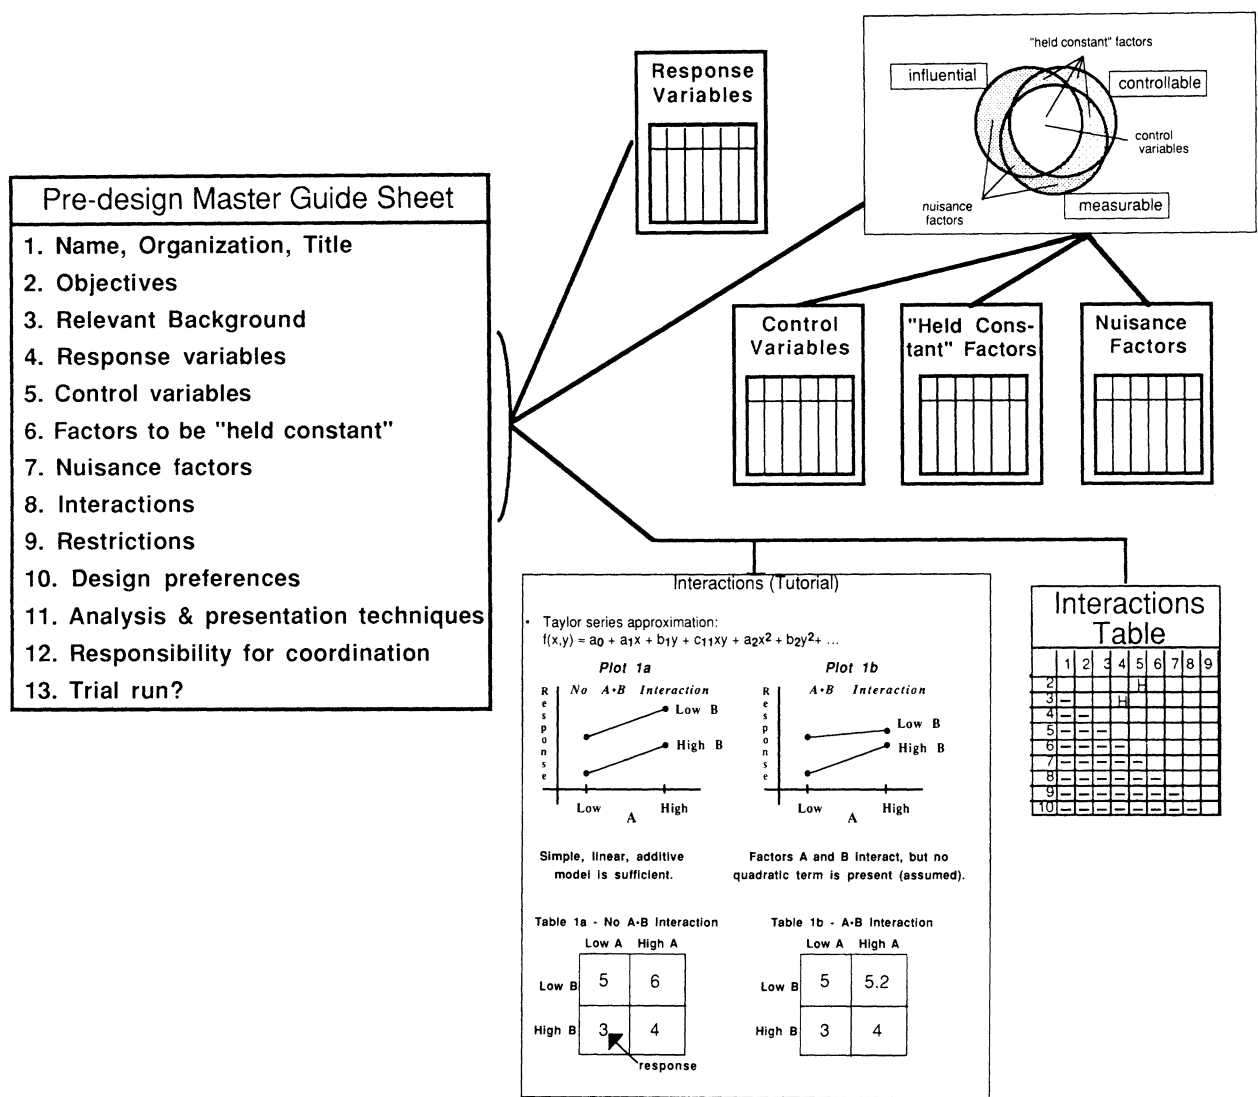 Pre-design Master Guide Sheet
1. Name, Organization, Title
2. Objectives
3. Relevant Background
4. Response variables
5. Control variables
6. Factors to be "held constant"
7. Nuisance factors
8. Interactions
9. Restrictions
10. Design preferences
11. Analysis & presentation techniques
12. Responsibility for coordination
13. Trial run?
Response
Variables
"held constant" factors
influential
controllable
control
variables
nuisance
factors
measurable
Control
Variables
"Held Cons-
tant" Factors
Nuisance
Factors
Interactions (Tutorial)
• Taylor series approximation:
f(x,y) = a₀ + a₁x + b₁y + c₁₁xy + a₂x² + b₂y² + ...
Plot 1a
No A•B Interaction
Response
Low B
High B
Low High
A
Simple, linear, additive
model is sufficient.
Plot 1b
A•B Interaction
Response
Low B
High B
Low High
A
Factors A and B interact, but no
quadratic term is present (assumed).
Table 1a - No A•B Interaction
Low A High A
Low B 5 6
High B 3 4
response
Table 1b - A•B Interaction
Low A High A
Low B 5 5.2
High B 3 4
Interactions
Table
1 2 3 4 5 6 7 8 9
2 H
3 – H
4 – –
5 – – –
6 – – – –
7 – – – – –
8 – – – – – –
9 – – – – – – –
10 – – – – – – – –